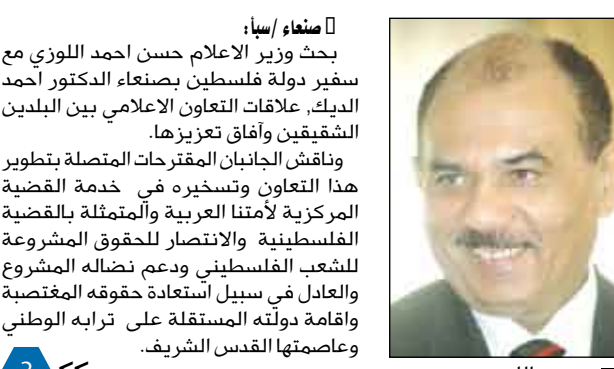 صنعاء /سبأ:
بحث وزير الاعلام حسن احمد اللوزي مع
سفير دولة فلسطين بصنعاء الدكتور احمد
الديك, علاقات التعاون الاعلامي بين البلدين
الشقيقين وآفاق تعزيزها.
وناقش الجانبان المقترحات المتصلة بتطوير
هذا التعاون وتسخيره في خدمة القضية
المركزية لأمتنا العربية والمتمثلة بالقضية
الفلسطينية والانتصار للحقوق المشروعة
للشعب الفلسطيني ودعم نضاله المشروع
والعادل في سبيل استعادة حقوقه المغتصبة
واقامة دولته المستقلة على ترابه الوطني
وعاصمتها القدس الشريف.